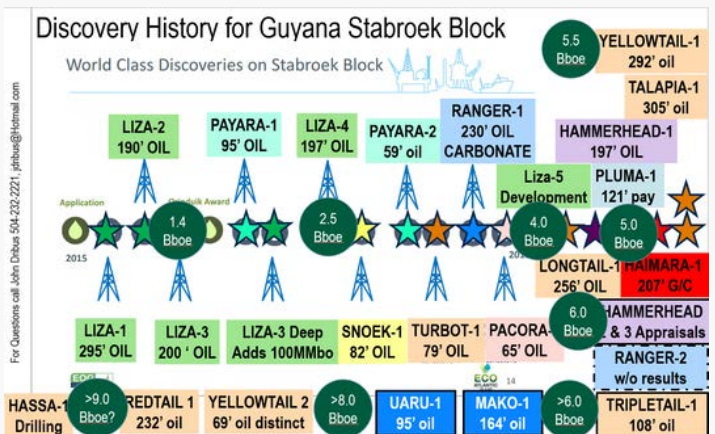 Discovery History for Guyana Stabroek Block
World Class Discoveries on Stabroek Block
For Questions call John Dribus 504-232-2221, jdribus@Hotmail.com
5.5
Bboe
YELLOWTAIL-1
292' oil
TALAPIA-1
305' oil
LIZA-2
190' OIL
PAYARA-1
95' OIL
LIZA-4
197' OIL
PAYARA-2
59' oil
RANGER-1
230' OIL
CARBONATE
HAMMERHEAD-1
197' OIL
Liza-5
Development
PLUMA-1
121' pay
Application
Award
2015
1.4
Bboe
2.5
Bboe
4.0
Bboe
5.0
Bboe
LONGTAIL-1
256' OIL
HAIMARA-1
207' G/C
LIZA-1
295' OIL
LIZA-3
200 ' OIL
LIZA-3 Deep
Adds 100MMbo
SNOEK-1
82' OIL
TURBOT-1
79' OIL
PACORA-
65' OIL
6.0
Bboe
HAMMERHEAD
& 3 Appraisals
RANGER-2
w/o results
ECO
ATLANTIC
14
HASSA-1
Drilling
>9.0
Bboe?
REDTAIL 1
232' oil
YELLOWTAIL 2
69' oil distinct
>8.0
Bboe
UARU-1
95' oil
MAKO-1
164' oil
>6.0
Bboe
TRIPLETAIL-1
108' oil